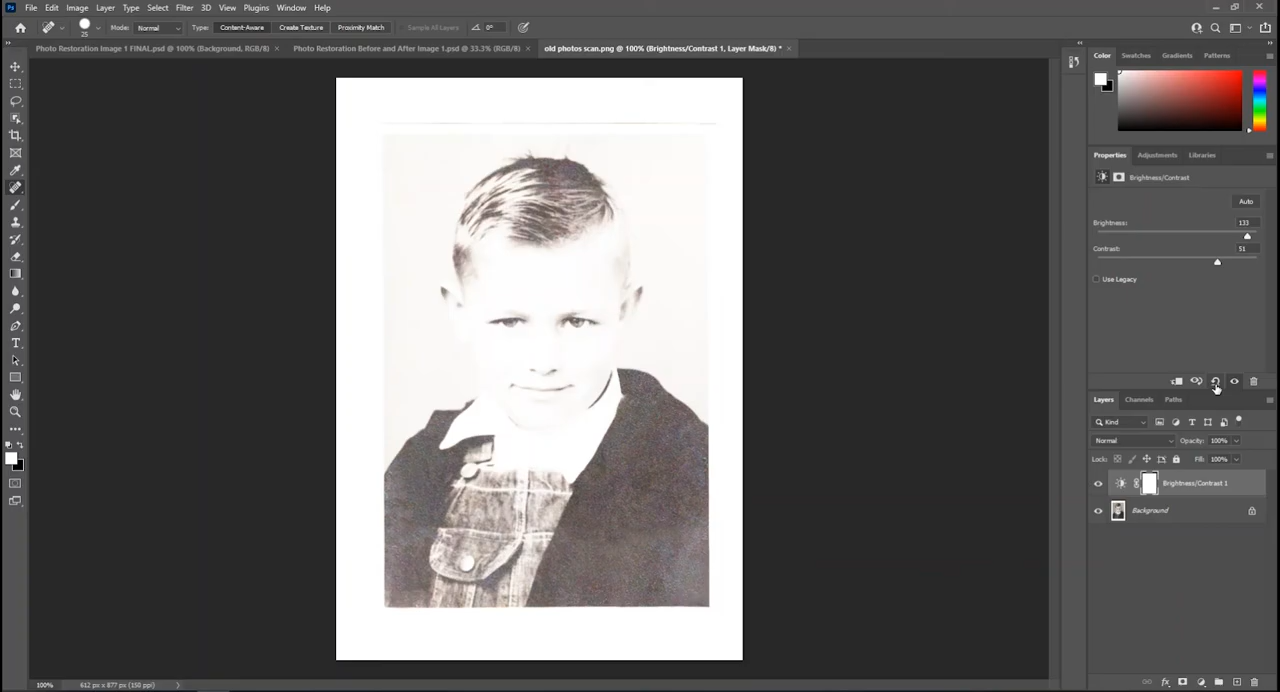 Ps File Edit Image Layer Type Select Filter 3D View Plugins Window Help
25 Mode: Normal Type: Content-Aware Create Texture Proximity Match Sample All Layers 0°
Photo Restoration Image 1 FINAL.psd @ 100% (Background, RGB/8) × Photo Restoration Before and After Image 1.psd @ 33.3% (RGB/8) × old photos scan.png @ 100% (Brightness/Contrast 1, Layer Mask/8) * ×
Color Swatches Gradients Patterns
Properties Adjustments Libraries
Brightness/Contrast
Auto
Brightness: 133
Contrast: 51
Use Legacy
Layers Channels Paths
Kind
Normal Opacity: 100%
Lock: Fill: 100%
Brightness/Contrast 1
Background
100% 612 px x 877 px (150 ppi)